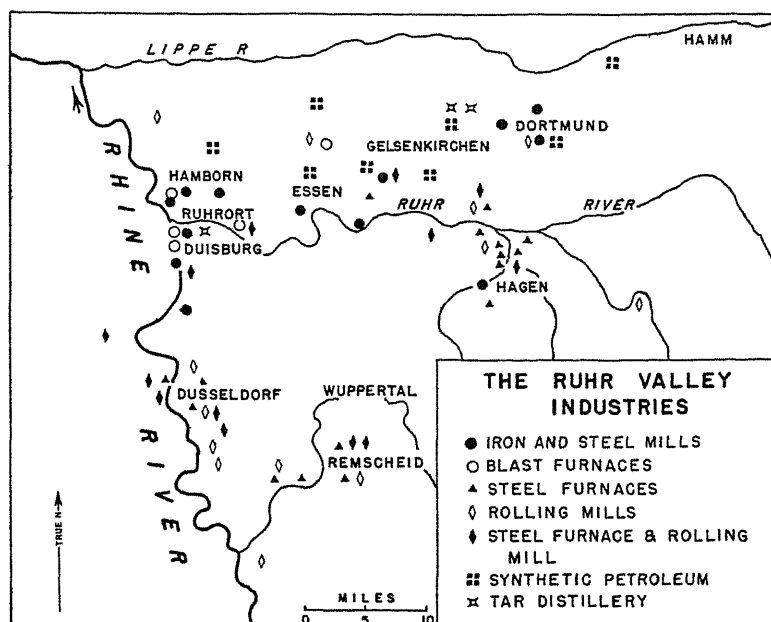 LIPPE R
HAMM
DORTMUND
GELSENKIRCHEN
HAMBORN
ESSEN
RUHR
RIVER
RUHRORT
DUISBURG
HAGEN
RHINE
RIVER
DUSSELDORF
WUPPERTAL
REMSCHEID
TRUE N
MILES
0 5 10
THE RUHR VALLEY
INDUSTRIES
IRON AND STEEL MILLS
BLAST FURNACES
STEEL FURNACES
ROLLING MILLS
STEEL FURNACE & ROLLING
MILL
SYNTHETIC PETROLEUM
TAR DISTILLERY